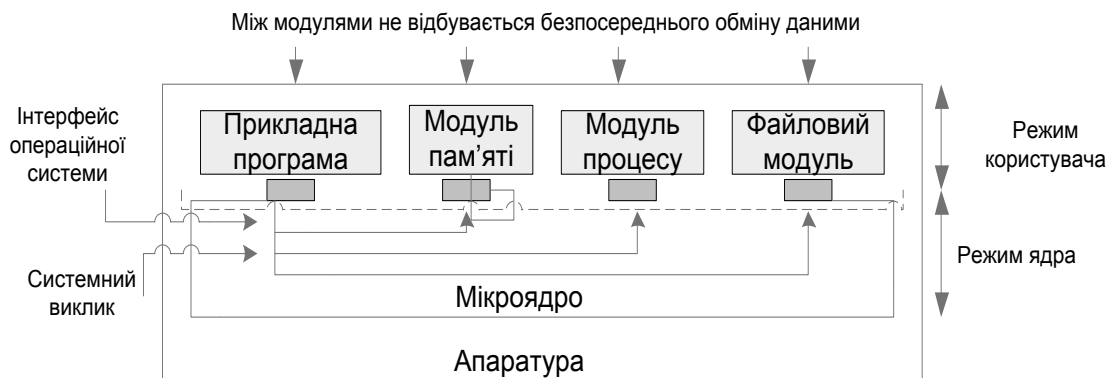 Між модулями не відбувається безпосереднього обміну даними
Інтерфейс
операційної
системи
Прикладна
програма
Модуль
пам’яті
Модуль
процесу
Файловий
модуль
Режим
користувача
Системний
виклик
Режим ядра
Мікроядро
Апаратура